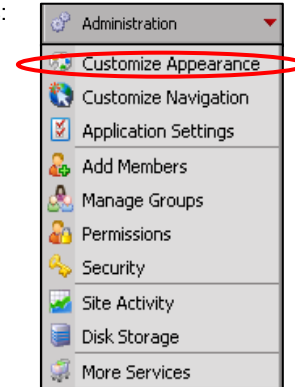 :
Administration
Customize Appearance
Customize Navigation
Application Settings
Add Members
Manage Groups
Permissions
Security
Site Activity
Disk Storage
More Services